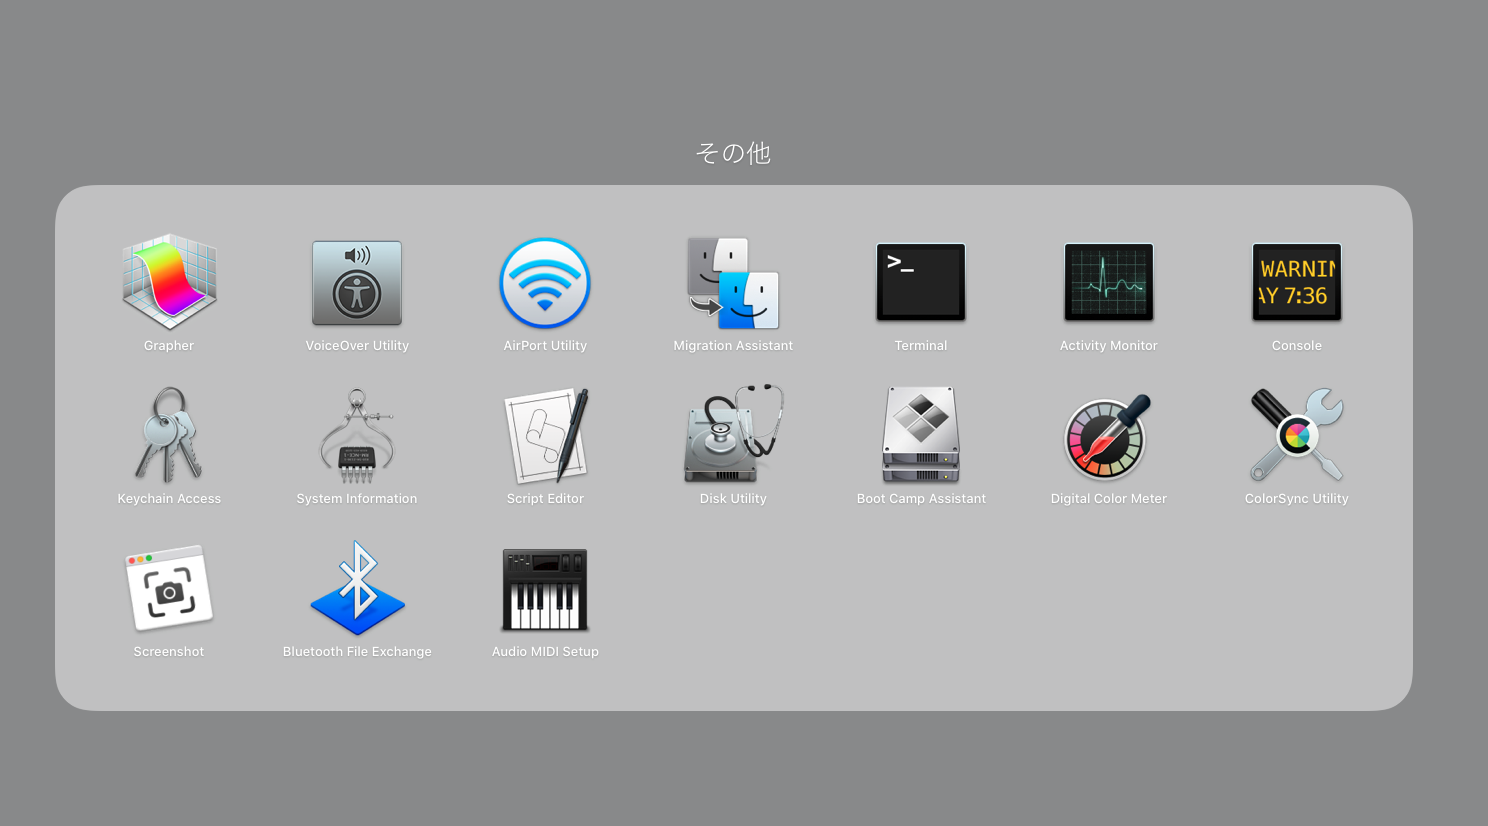 その他
WARNIN
AY 7:36
Grapher
VoiceOver Utility
AirPort Utility
Migration Assistant
>_
Terminal
Activity Monitor
Console
Keychain Access
System Information
Script Editor
Disk Utility
Boot Camp Assistant
Digital Color Meter
ColorSync Utility
Screenshot
Bluetooth File Exchange
Audio MIDI Setup